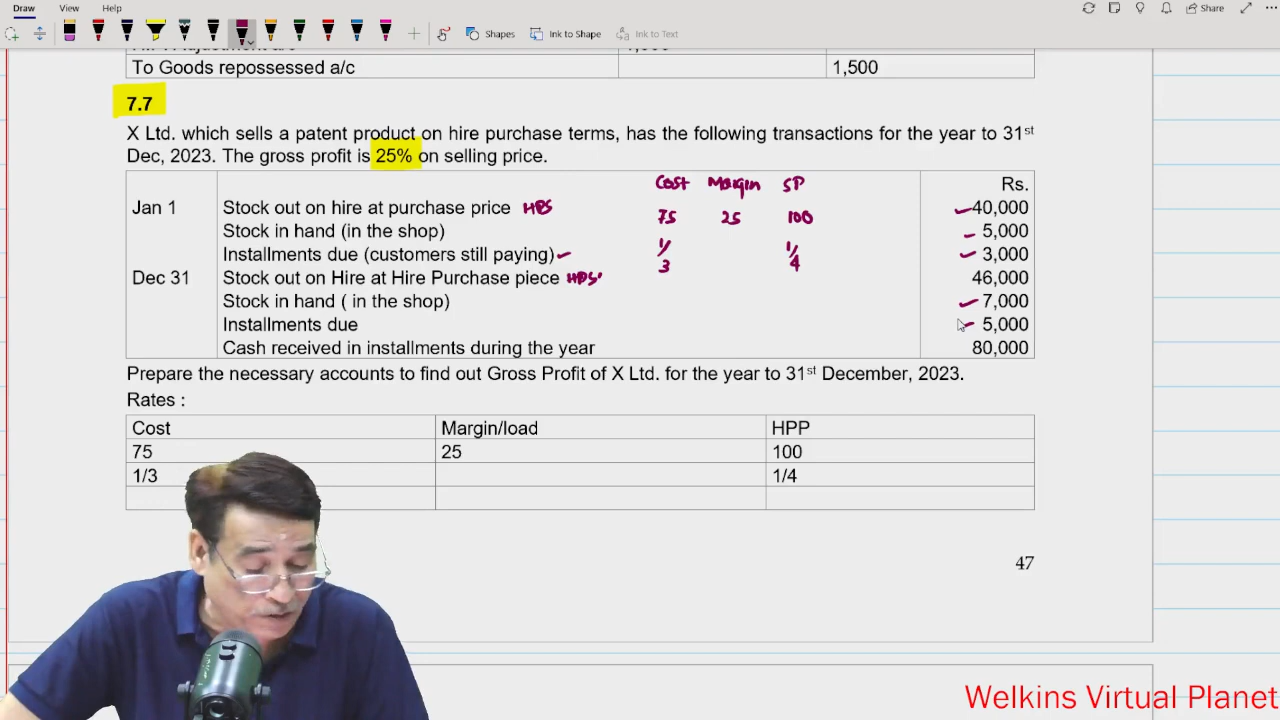 Draw View Help
Share
Shapes Ink to Shape Ink to Text
To Goods repossessed a/c 1,500
7.7
X Ltd. which sells a patent product on hire purchase terms, has the following transactions for the year to 31st
Dec, 2023. The gross profit is 25% on selling price.
Cost Margin SP Rs.
Jan 1 Stock out on hire at purchase price HPS 75 25 100 40,000
Stock in hand (in the shop) 5,000
Installments due (customers still paying) 1/3 1/4 3,000
Dec 31 Stock out on Hire at Hire Purchase piece HPS 46,000
Stock in hand ( in the shop) 7,000
Installments due 5,000
Cash received in installments during the year 80,000
Prepare the necessary accounts to find out Gross Profit of X Ltd. for the year to 31st December, 2023.
Rates :
Cost Margin/load HPP
75 25 100
1/3 1/4
47
Welkins Virtual Planet